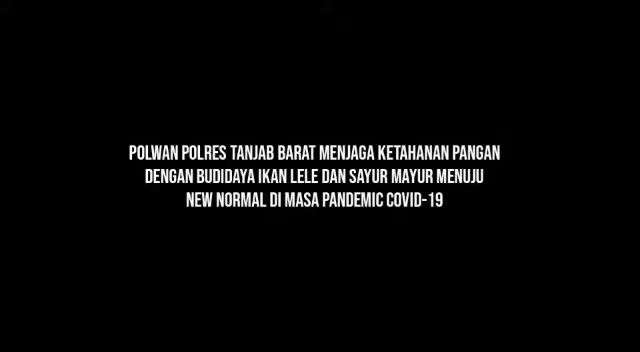 POLWAN POLRES TANJAB BARAT MENJAGA KETAHANAN PANGAN
DENGAN BUDIDAYA IKAN LELE DAN SAYUR MAYUR MENUJU
NEW NORMAL DI MASA PANDEMIC COVID-19